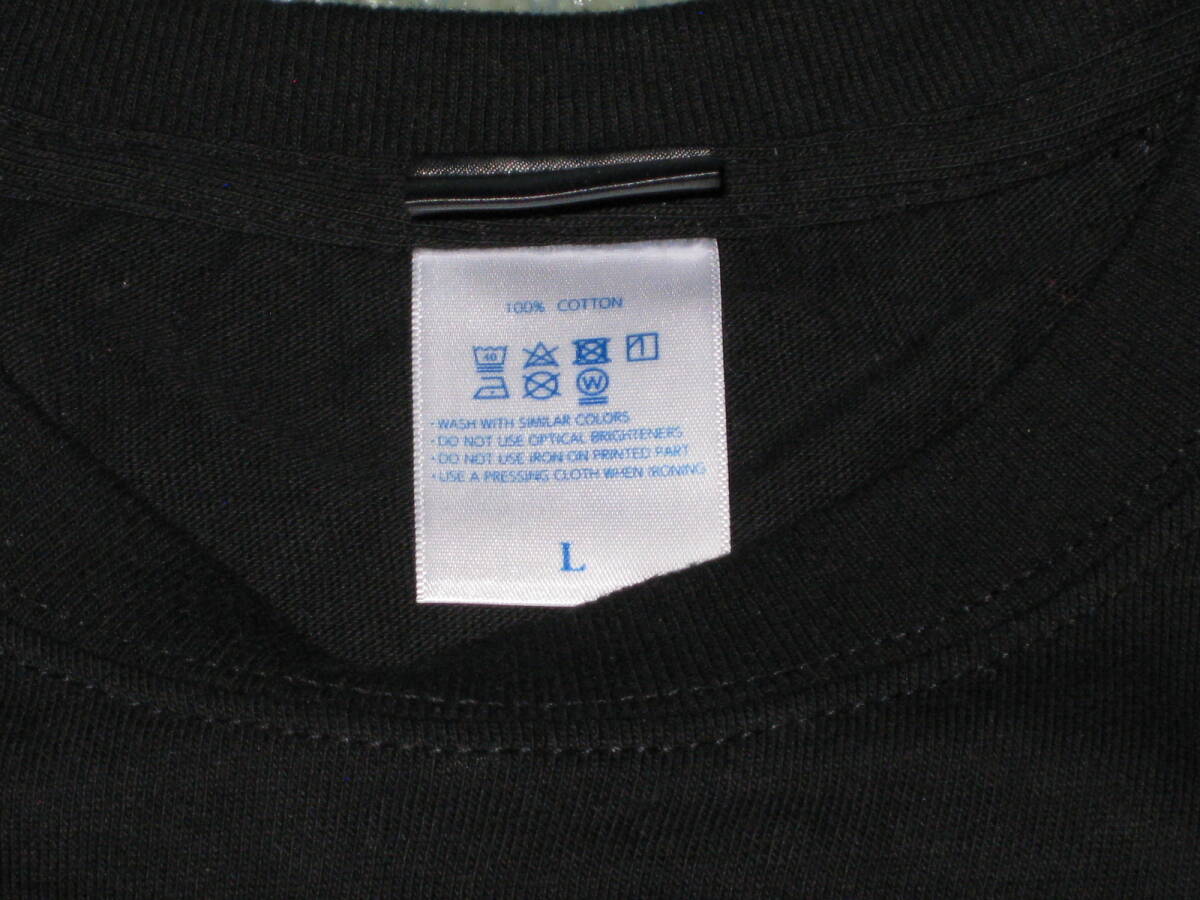 100% COTTON
40
W
· WASH WITH SIMILAR COLORS
· DO NOT USE OPTICAL BRIGHTENERS
· DO NOT USE IRON ON PRINTED PART
· USE A PRESSING CLOTH WHEN IRONING
L